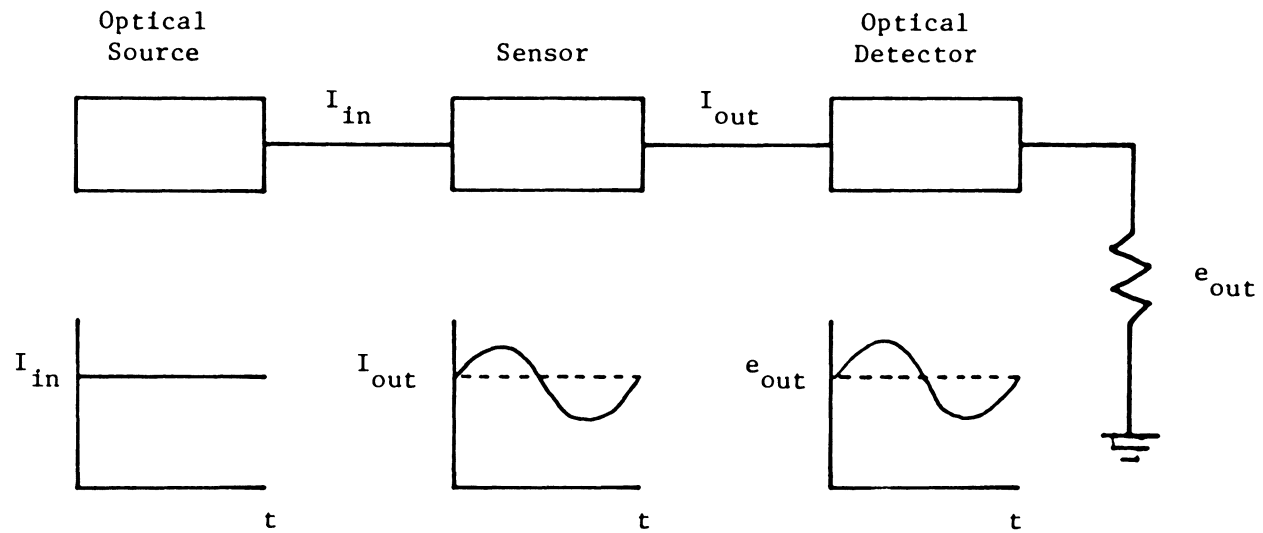 Optical
Source
Sensor
Optical
Detector
I in
I out
e out
I in
I out
e out
t
t
t